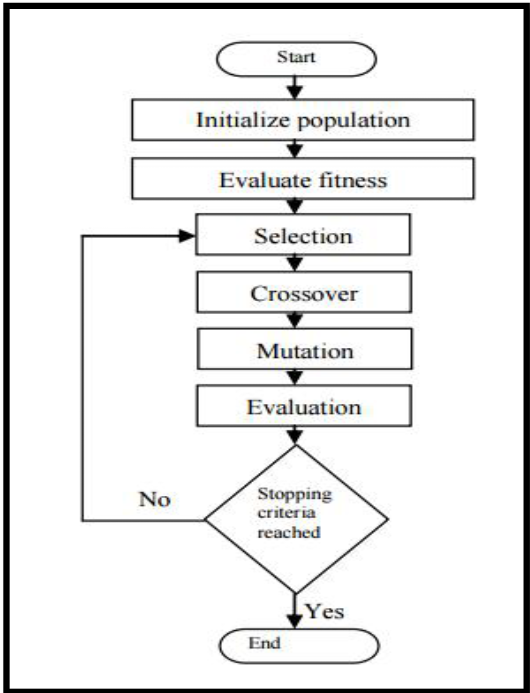 Start
Initialize population
Evaluate fitness
Selection
Crossover
Mutation
Evaluation
Stopping
criteria
reached
No
Yes
End